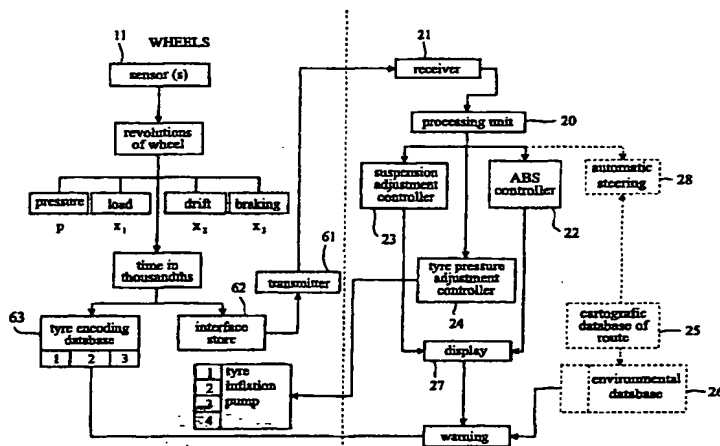 11
WHEELS
sensor (s)
revolutions
of wheel
pressure
load
drift
braking
p
x₁
x₂
x₃
time in
thousandths
63
tyre encoding
database
1 2 3
62
interface
store
61
transmitter
1 tyre
2 inflation
3 pump
4
21
receiver
processing unit
20
suspension
adjustment
controller
23
ABS
controller
22
automatic
steering
28
tyre pressure
adjustment
controller
24
cartografic
database of
route
25
display
27
environmental
database
26
warning